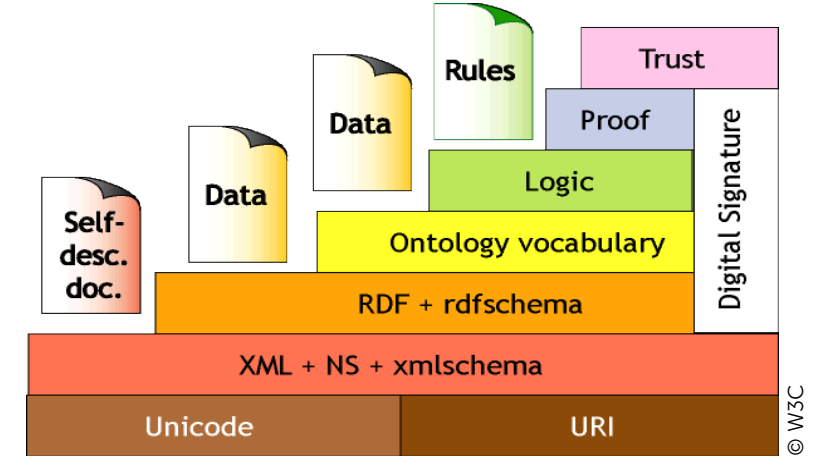 Trust
Rules
Proof
Data
Logic
Data
Digital Signature
Self-
desc.
doc.
Ontology vocabulary
RDF + rdfschema
XML + NS + xmlschema
Unicode
URI
© W3C